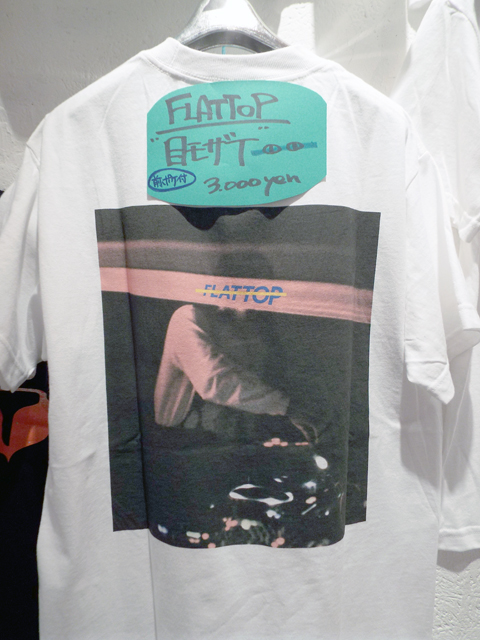 FLATTOP
"目モザT"
3.000yen
FLATTOP